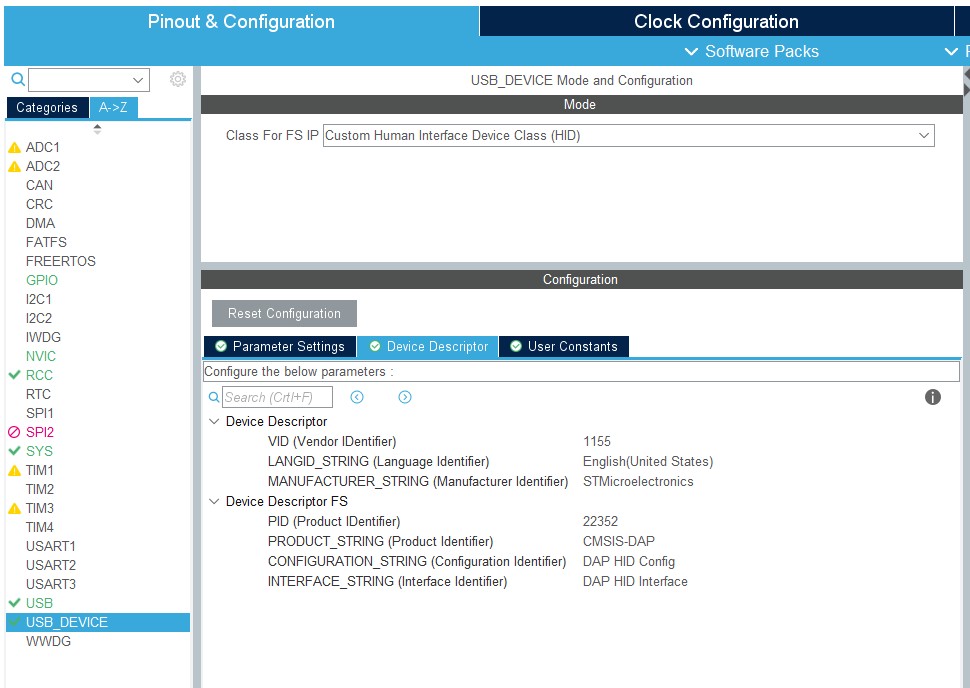 Pinout & Configuration
Clock Configuration
Software Packs
Categories
A->Z
ADC1
ADC2
CAN
CRC
DMA
FATFS
FREERTOS
GPIO
I2C1
I2C2
IWDG
NVIC
RCC
RTC
SPI1
SPI2
SYS
TIM1
TIM2
TIM3
TIM4
USART1
USART2
USART3
USB
USB_DEVICE
WWDG
USB_DEVICE Mode and Configuration
Mode
Class For FS IP Custom Human Interface Device Class (HID)
Configuration
Reset Configuration
Parameter Settings
Device Descriptor
User Constants
Configure the below parameters :
Search (Crtl+F)
Device Descriptor
VID (Vendor IDentifier) 1155
LANGID_STRING (Language Identifier) English(United States)
MANUFACTURER_STRING (Manufacturer Identifier) STMicroelectronics
Device Descriptor FS
PID (Product IDentifier) 22352
PRODUCT_STRING (Product Identifier) CMSIS-DAP
CONFIGURATION_STRING (Configuration Identifier) DAP HID Config
INTERFACE_STRING (Interface Identifier) DAP HID Interface